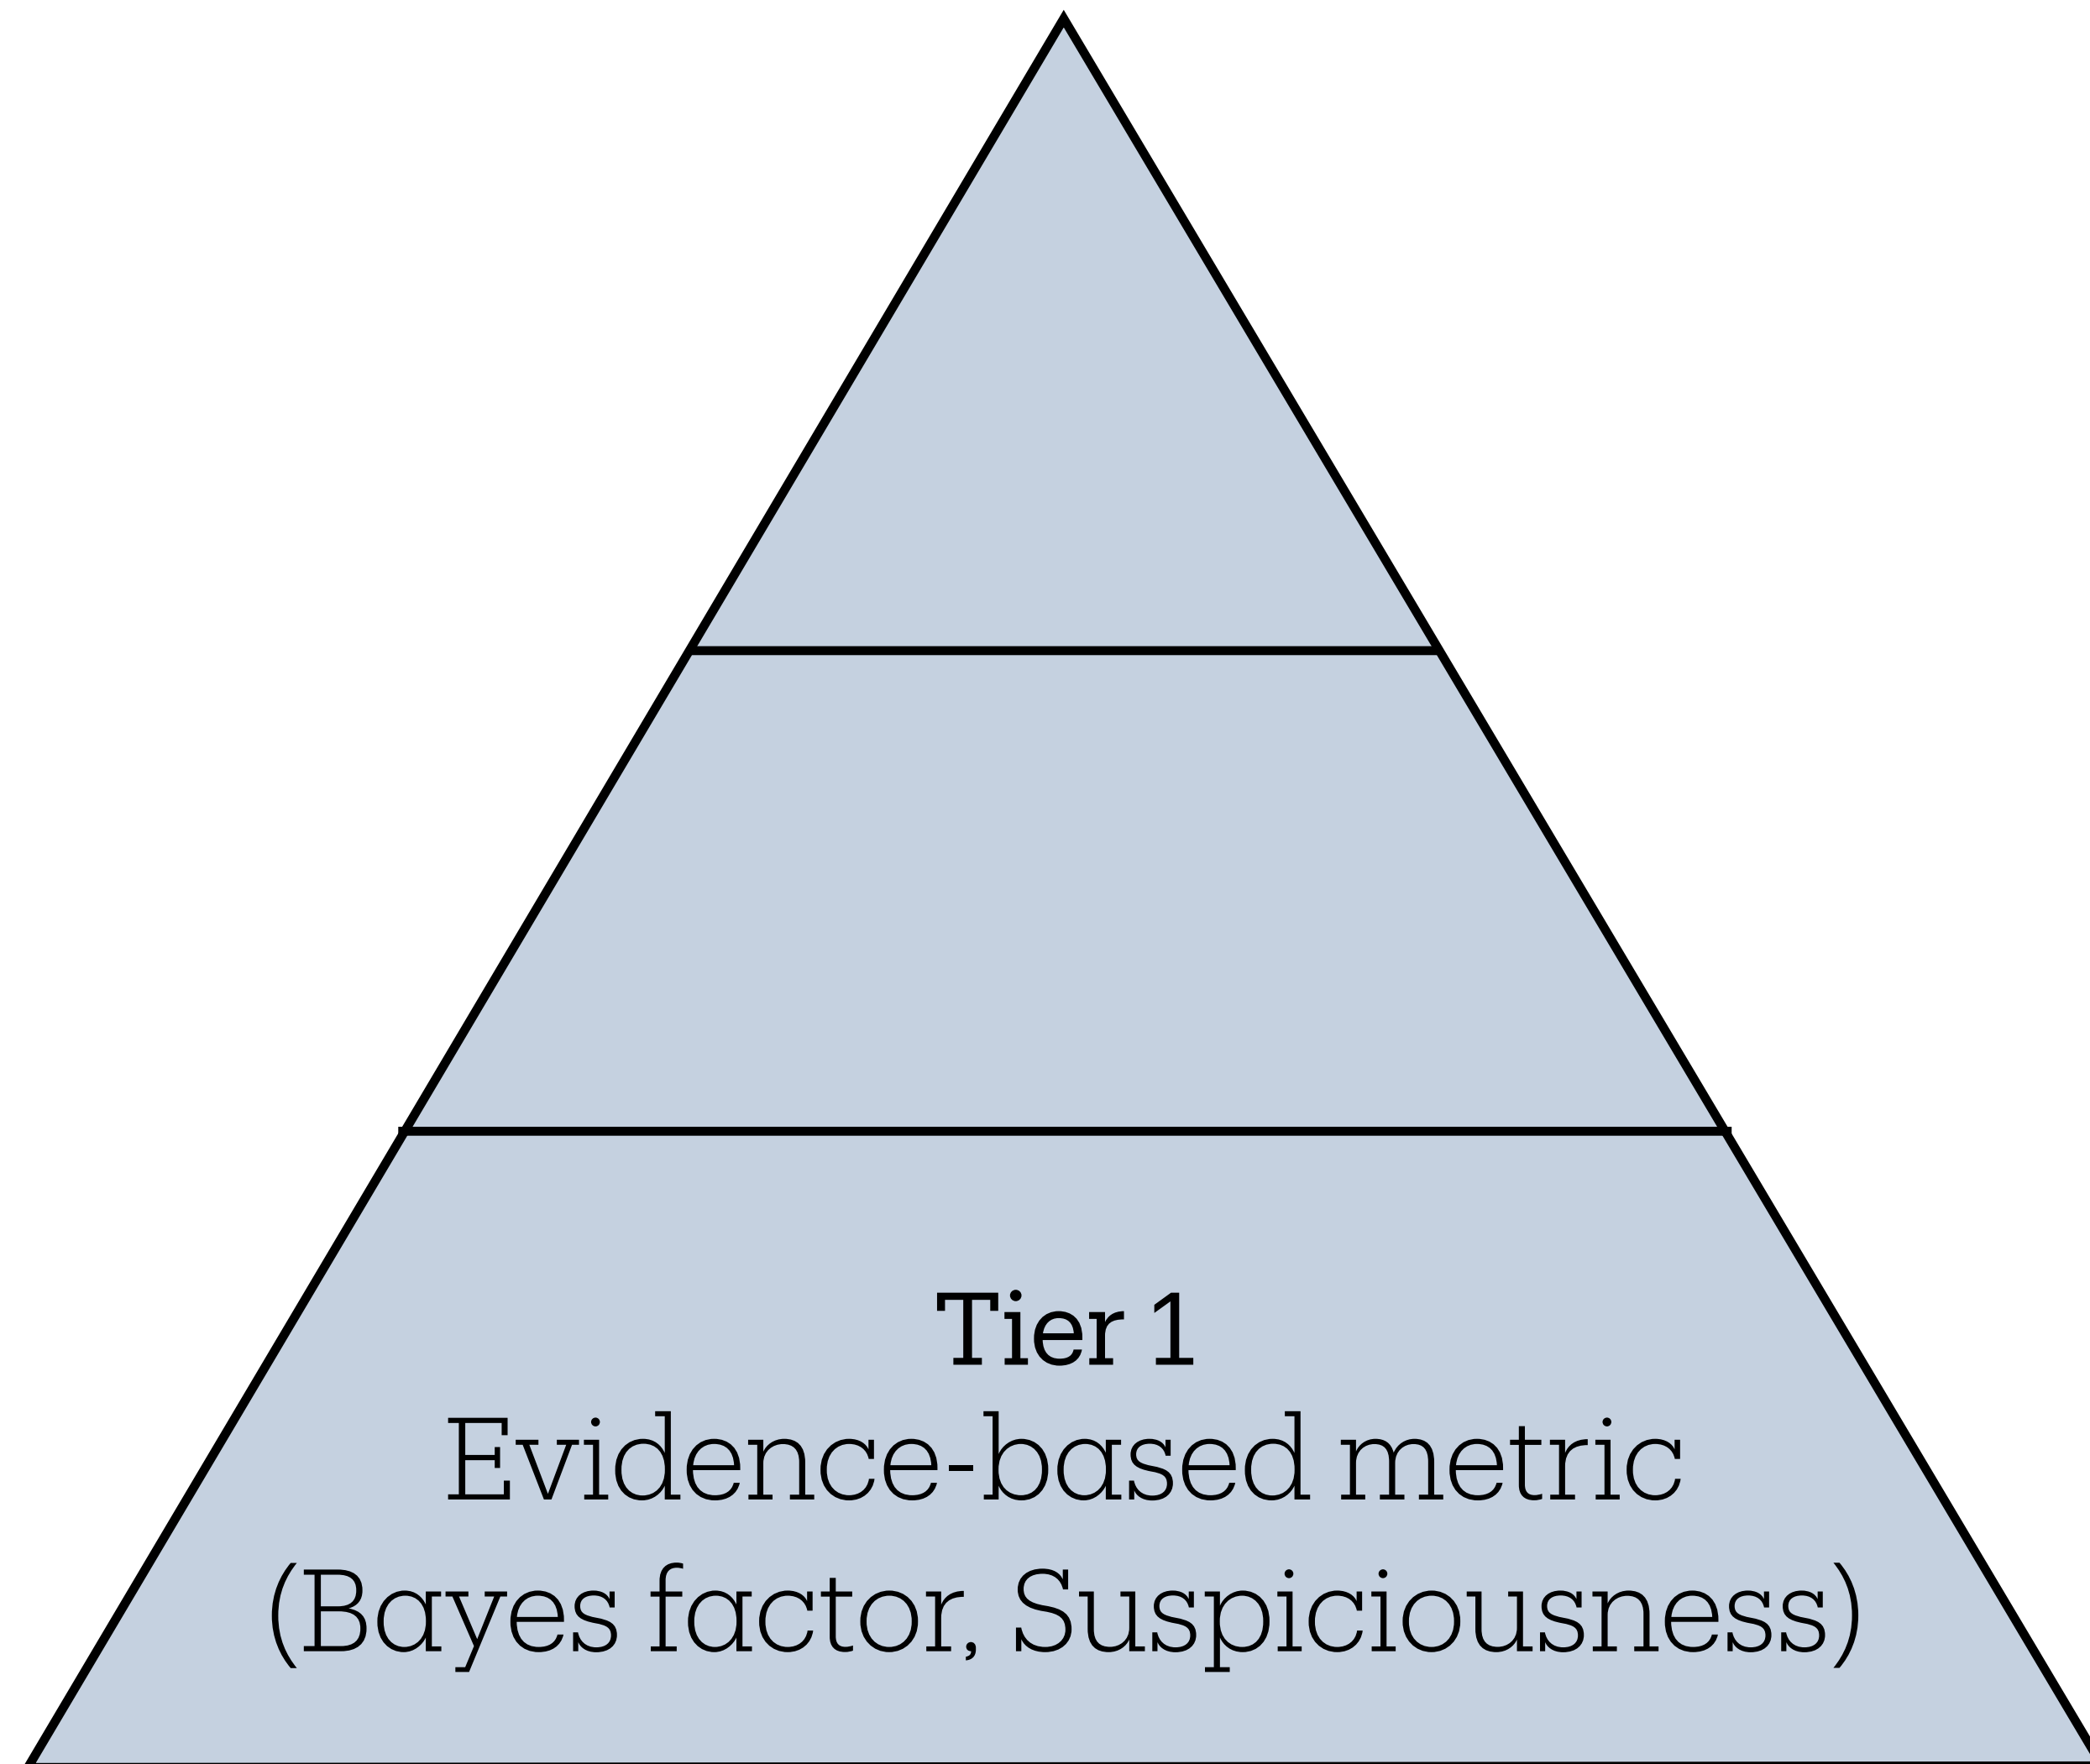 Tier 1
Evidence-based metric
(Bayes factor, Suspiciousness)